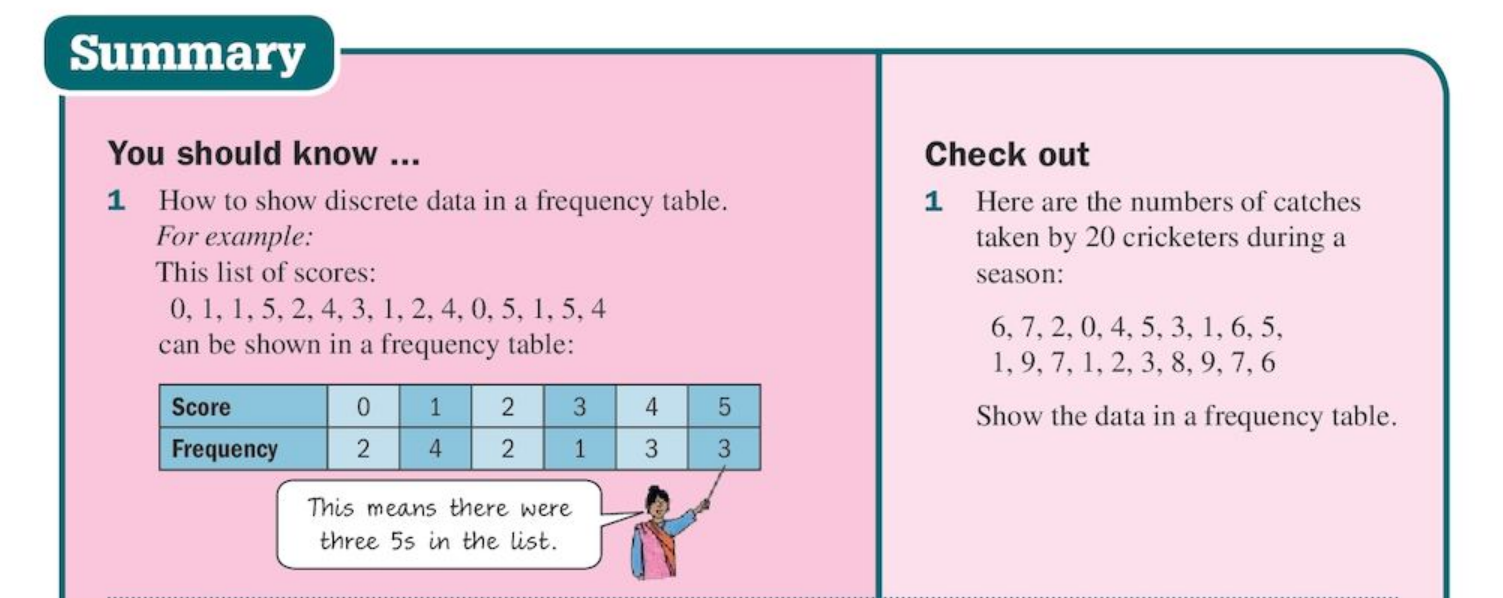 Summary
You should know ...
1 How to show discrete data in a frequency table.
For example:
This list of scores:
0, 1, 1, 5, 2, 4, 3, 1, 2, 4, 0, 5, 1, 5, 4
can be shown in a frequency table:
Score 0 1 2 3 4 5
Frequency 2 4 2 1 3 3
This means there were
three 5s in the list.
Check out
1 Here are the numbers of catches
taken by 20 cricketers during a
season:
6, 7, 2, 0, 4, 5, 3, 1, 6, 5,
1, 9, 7, 1, 2, 3, 8, 9, 7, 6
Show the data in a frequency table.